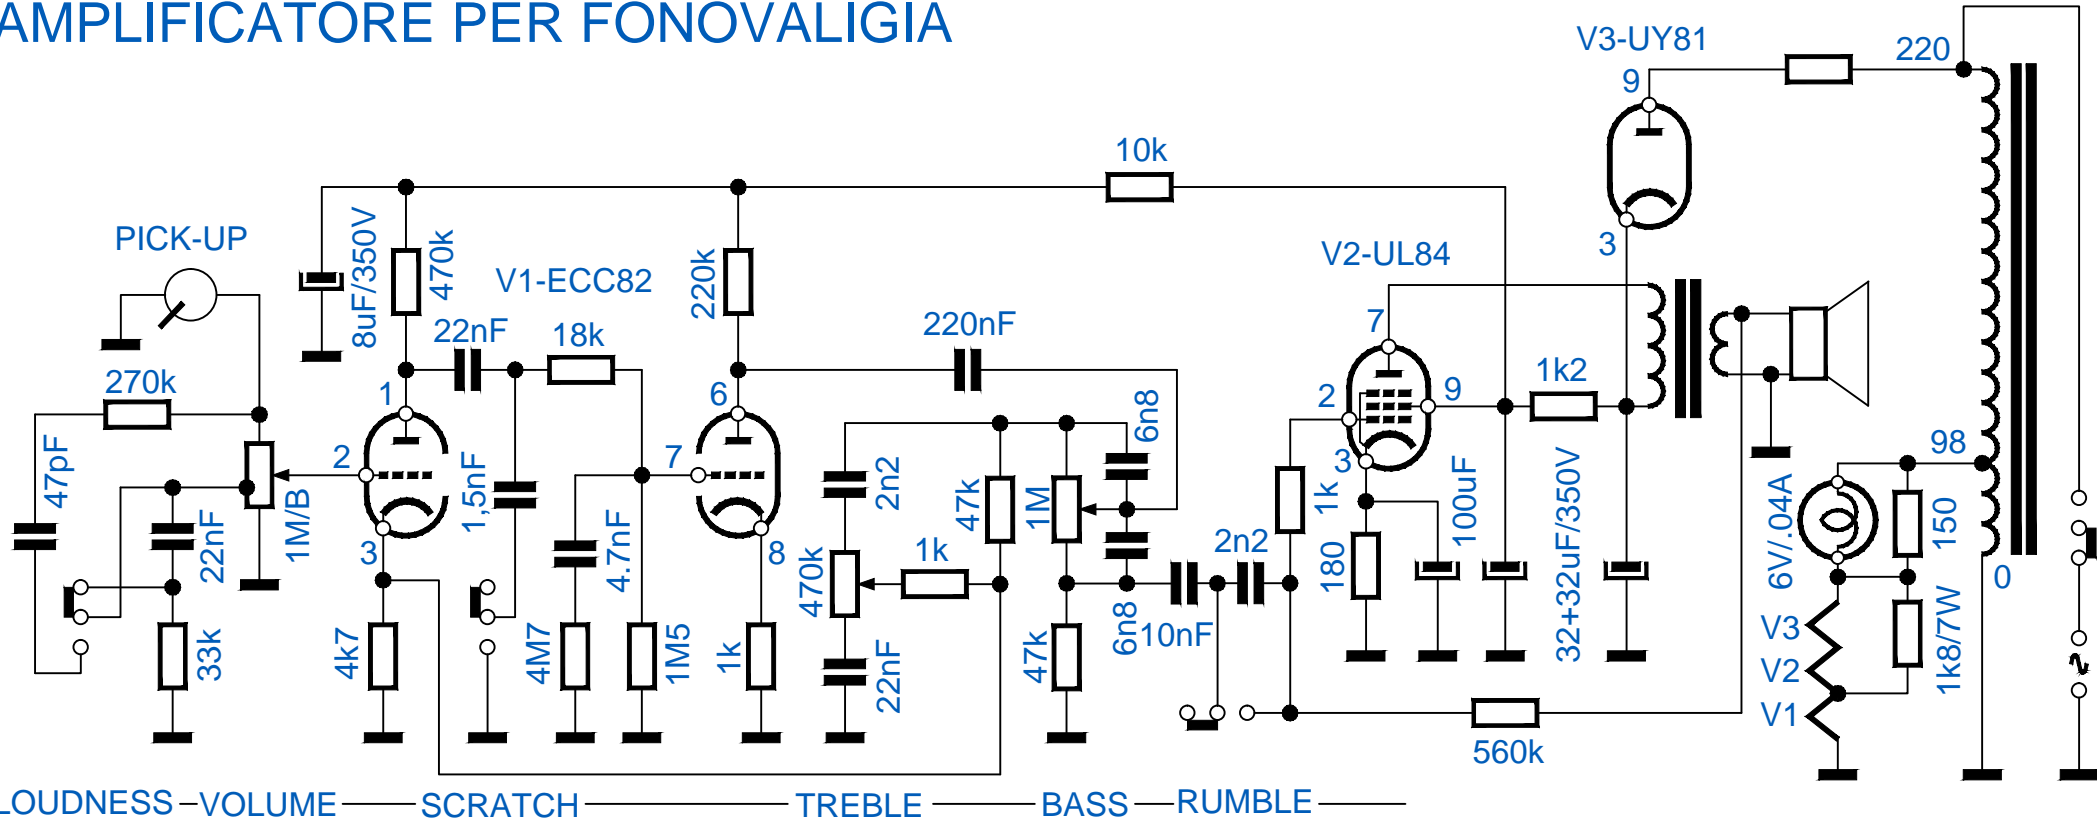 AMPLIFICATORE PER FONOVALIGIA
V3-UY81
220
9
10k
PICK-UP
8uF/350V
470k
V1-ECC82
220k
V2-UL84
3
22nF
18k
220nF
7
270k
1
6
6n8
2
9
1k2
98
47pF
2
7
3
22nF
1M/B
3
1,5nF
4.7nF
8
2n2
470k
1k
47k
1M
2n2
1k
180
100uF
32+32uF/350V
6V/.04A
150
0
33k
4k7
4M7
1M5
1k
22nF
47k
6n8
10nF
V3
V2
V1
1k8/7W
560k
LOUDNESS VOLUME SCRATCH TREBLE BASS RUMBLE